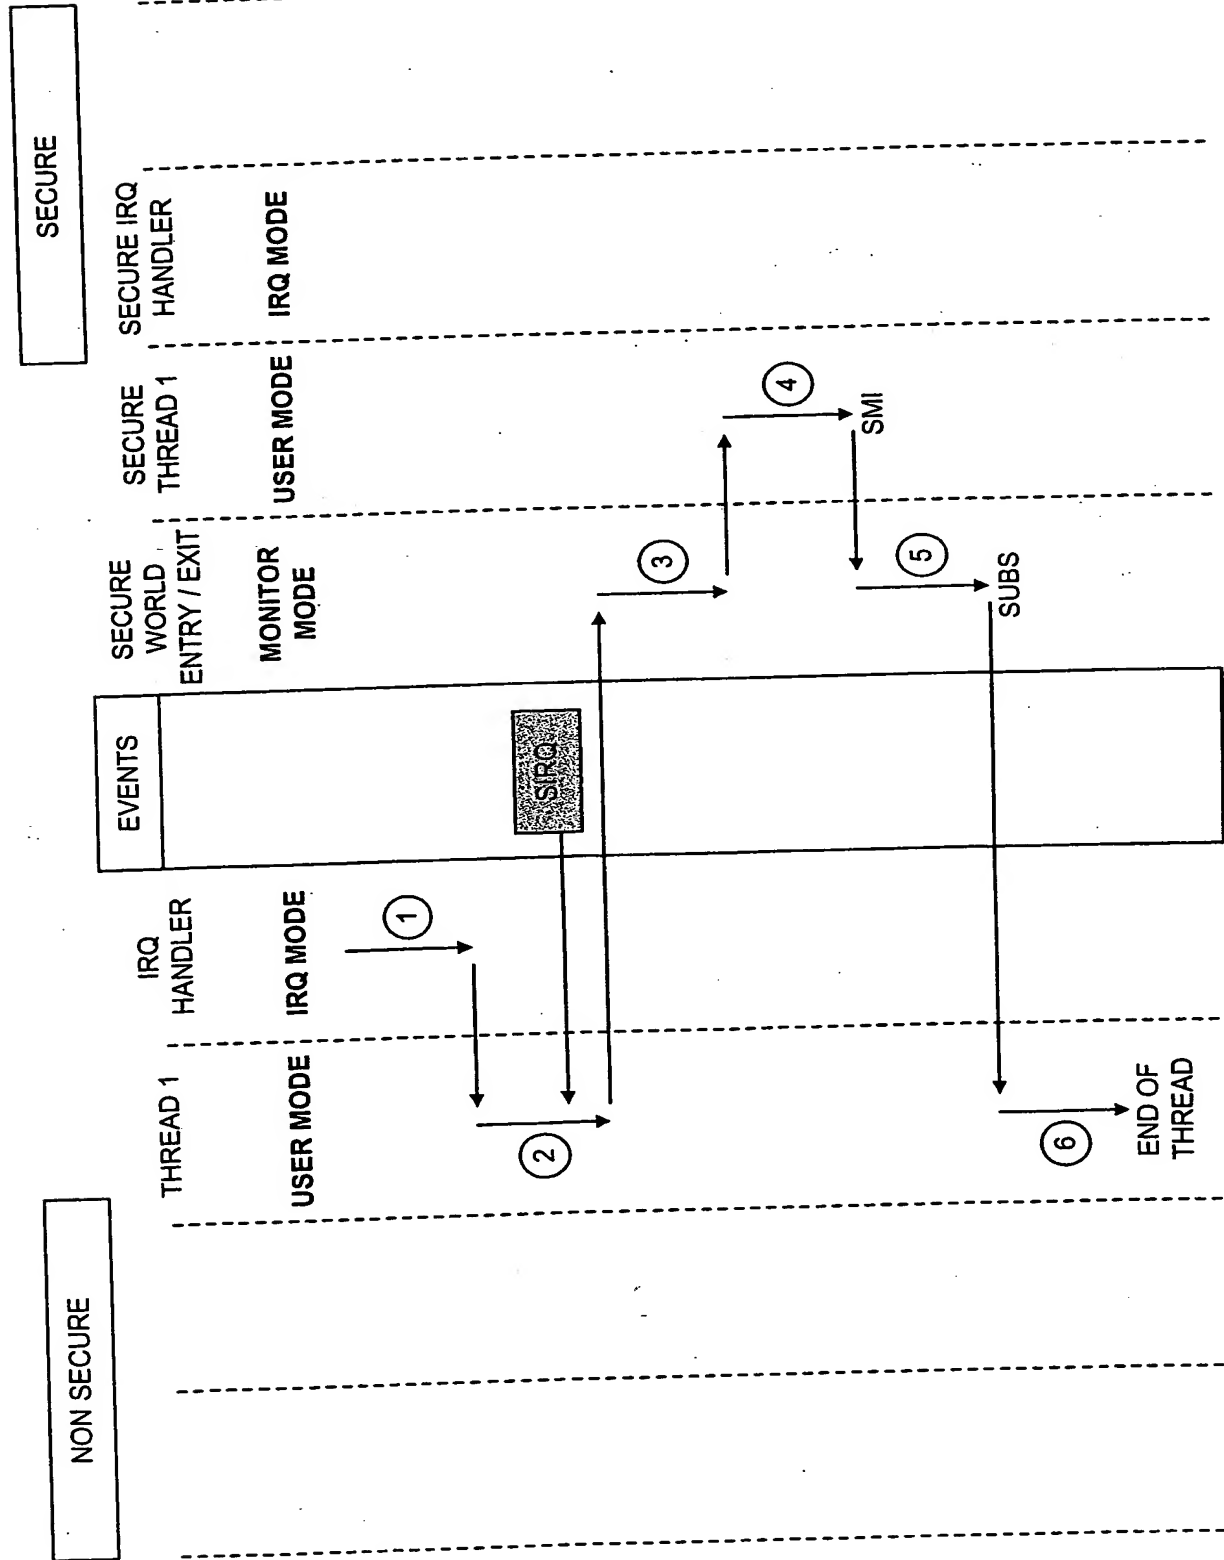 NON SECURE
SECURE
THREAD 1
USER MODE
IRQ
HANDLER
IRQ MODE
EVENTS
SECURE
WORLD
ENTRY / EXIT
MONITOR
MODE
SECURE
THREAD 1
USER MODE
SECURE IRQ
HANDLER
IRQ MODE
1
2
SIRQ
3
4
SMI
5
SUBS
6
END OF
THREAD